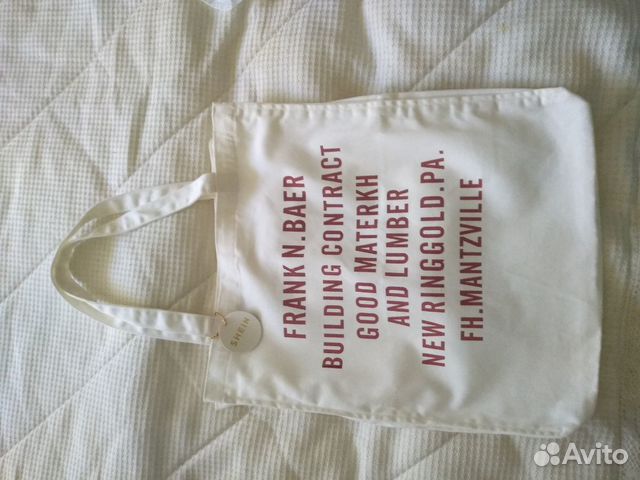 FRANK N.BAER
BUILDING CONTRACT
GOOD MATERKH
AND LUMBER
NEW RINGGOLD.PA.
FH.MANTZVILLE
SHEIN
Avito